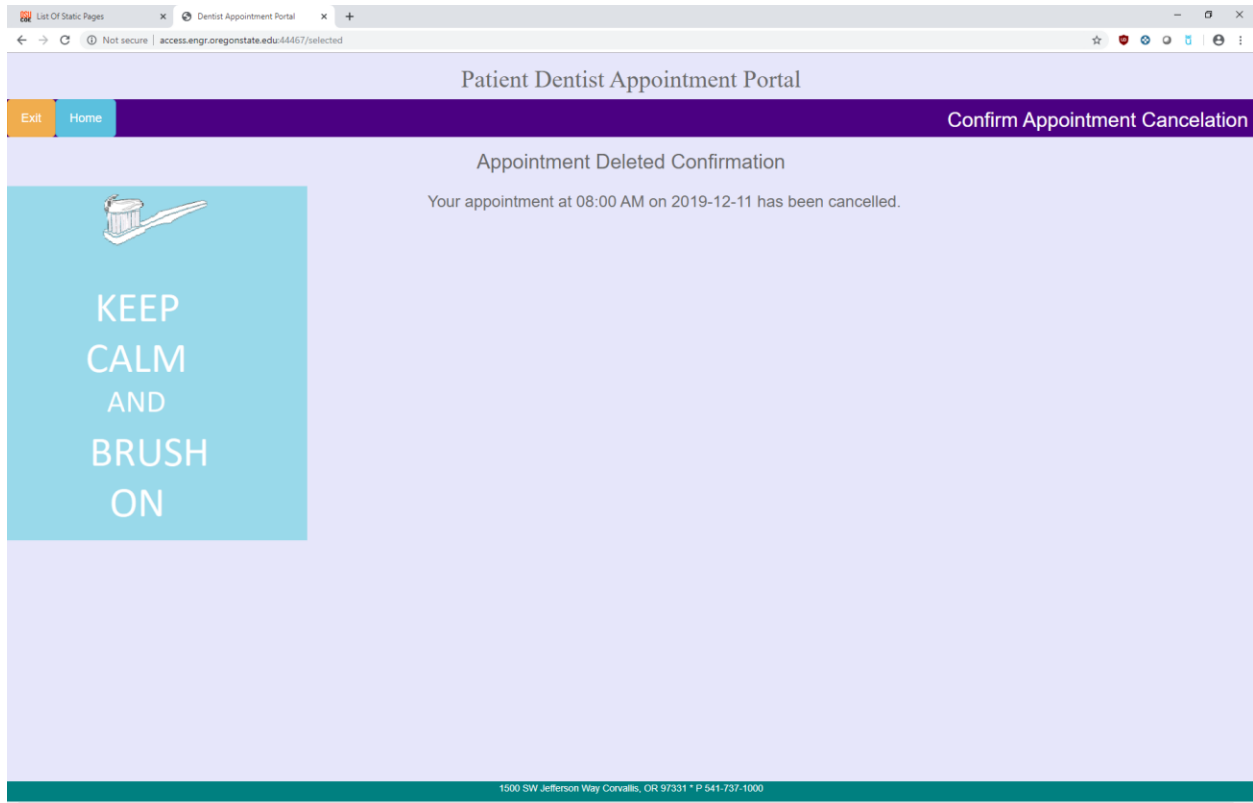 OSU
COE
List Of Static Pages
Dentist Appointment Portal
Not secure | access.engr.oregonstate.edu:44467/selected
Patient Dentist Appointment Portal
Exit Home Confirm Appointment Cancelation
Appointment Deleted Confirmation
Your appointment at 08:00 AM on 2019-12-11 has been cancelled.
KEEP
CALM
AND
BRUSH
ON
1500 SW Jefferson Way Corvallis, OR 97331 * P 541-737-1000